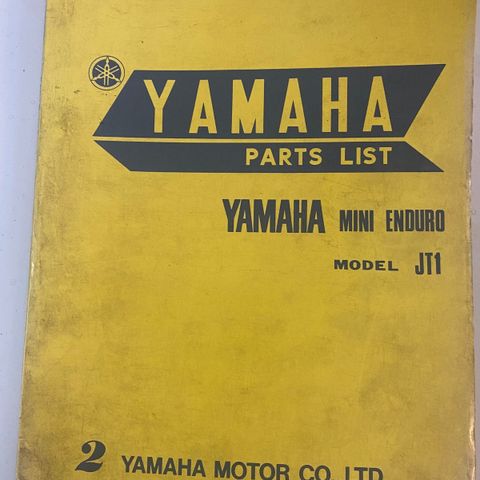 YAMAHA
PARTS LIST
YAMAHA MINI ENDURO
MODEL JT1
2 YAMAHA MOTOR CO. LTD